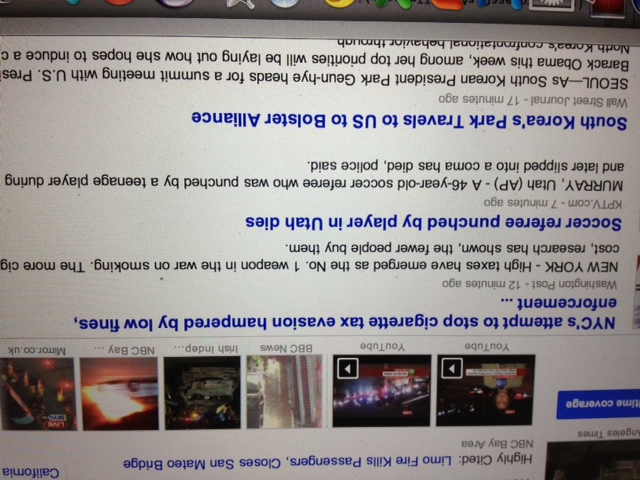 Highly Cited: Limo Fire Kills Passengers, Closes San Mateo Bridge
NBC Bay Area
California
Angeles Times
ltime coverage
LIVE
YouTube
YouTube
BBC News
Irish Indep...
NBC Bay ...
Mirror.co.uk
NYC's attempt to stop cigarette tax evasion hampered by low fines,
enforcement ...
Washington Post - 12 minutes ago
NEW YORK - High taxes have emerged as the No. 1 weapon in the war on smoking. The more cig
cost, research has shown, the fewer people buy them.
Soccer referee punched by player in Utah dies
KPTV.com - 7 minutes ago
MURRAY, Utah (AP) - A 46-year-old soccer referee who was punched by a teenage player during
and later slipped into a coma has died, police said.
South Korea's Park Travels to US to Bolster Alliance
Wall Street Journal - 17 minutes ago
SEOUL—As South Korean President Park Geun-hye heads for a summit meeting with U.S. Presi
Barack Obama this week, among her top priorities will be laying out how she hopes to induce a c
North Korea's confrontational behavior through